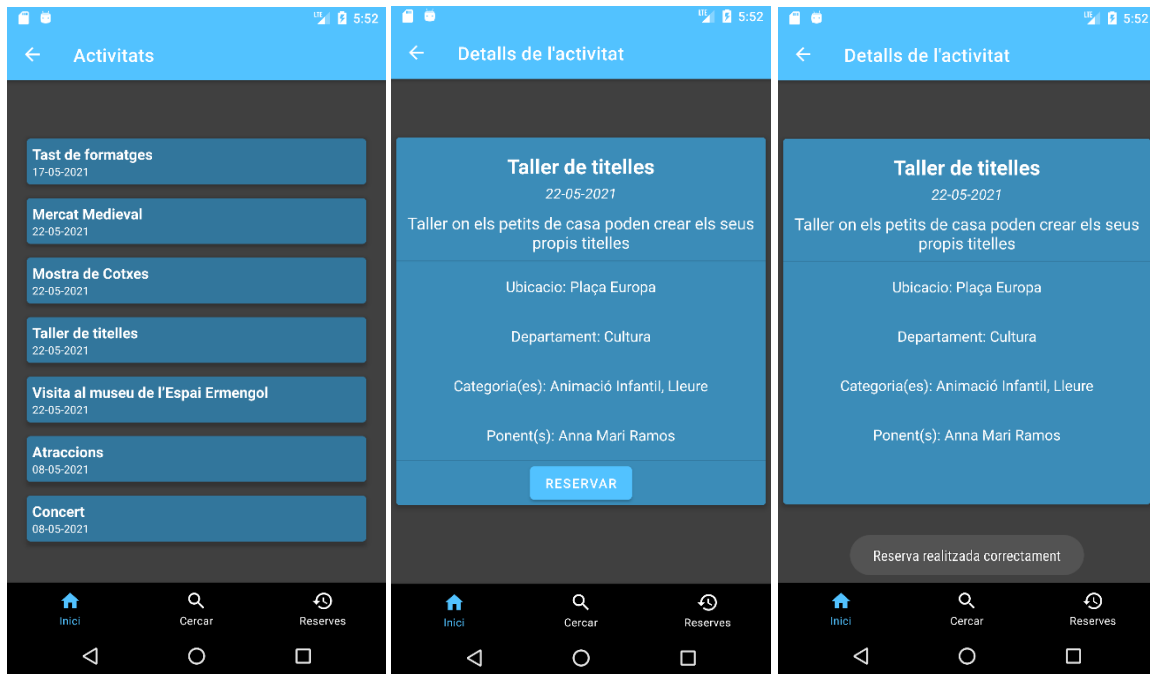 LTE 5:52
Activitats
Tast de formatges
17-05-2021
Mercat Medieval
22-05-2021
Mostra de Cotxes
22-05-2021
Taller de titelles
22-05-2021
Visita al museu de l'Espai Ermengol
22-05-2021
Atraccions
08-05-2021
Concert
08-05-2021
Inici Cercar Reserves
LTE 5:52
Detalls de l'activitat
Taller de titelles
22-05-2021
Taller on els petits de casa poden crear els seus
propis titelles
Ubicacio: Plaça Europa
Departament: Cultura
Categoria(es): Animació Infantil, Lleure
Ponent(s): Anna Mari Ramos
RESERVAR
Inici Cercar Reserves
LTE 5:52
Detalls de l'activitat
Taller de titelles
22-05-2021
Taller on els petits de casa poden crear els seus
propis titelles
Ubicacio: Plaça Europa
Departament: Cultura
Categoria(es): Animació Infantil, Lleure
Ponent(s): Anna Mari Ramos
Reserva realitzada correctament
Inici Cercar Reserves